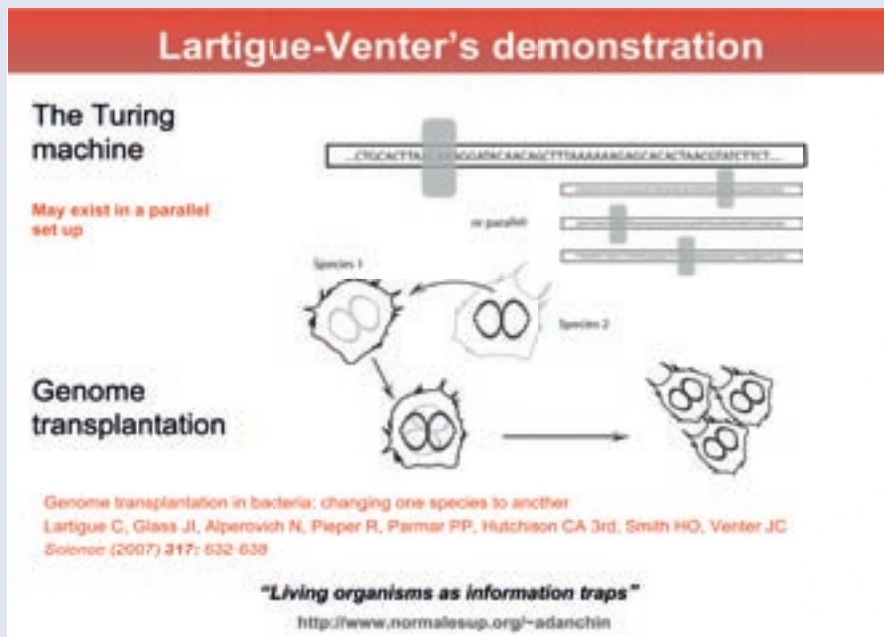 Lartigue-Venter's demonstration
The Turing
machine
...CTGCACTTA
May exist in a parallel
set up
in parallel
Species 1
Species 2
Genome
transplantation
Genome transplantation in bacteria: changing one species to another
Lartigue C, Glass JI, Alperovich N, Pieper R, Parmar PP, Hutchison CA 3rd, Smith HO, Venter JC
Science (2007) 317: 632-638
"Living organisms as information traps"
http://www.normalesup.org/~adanchin